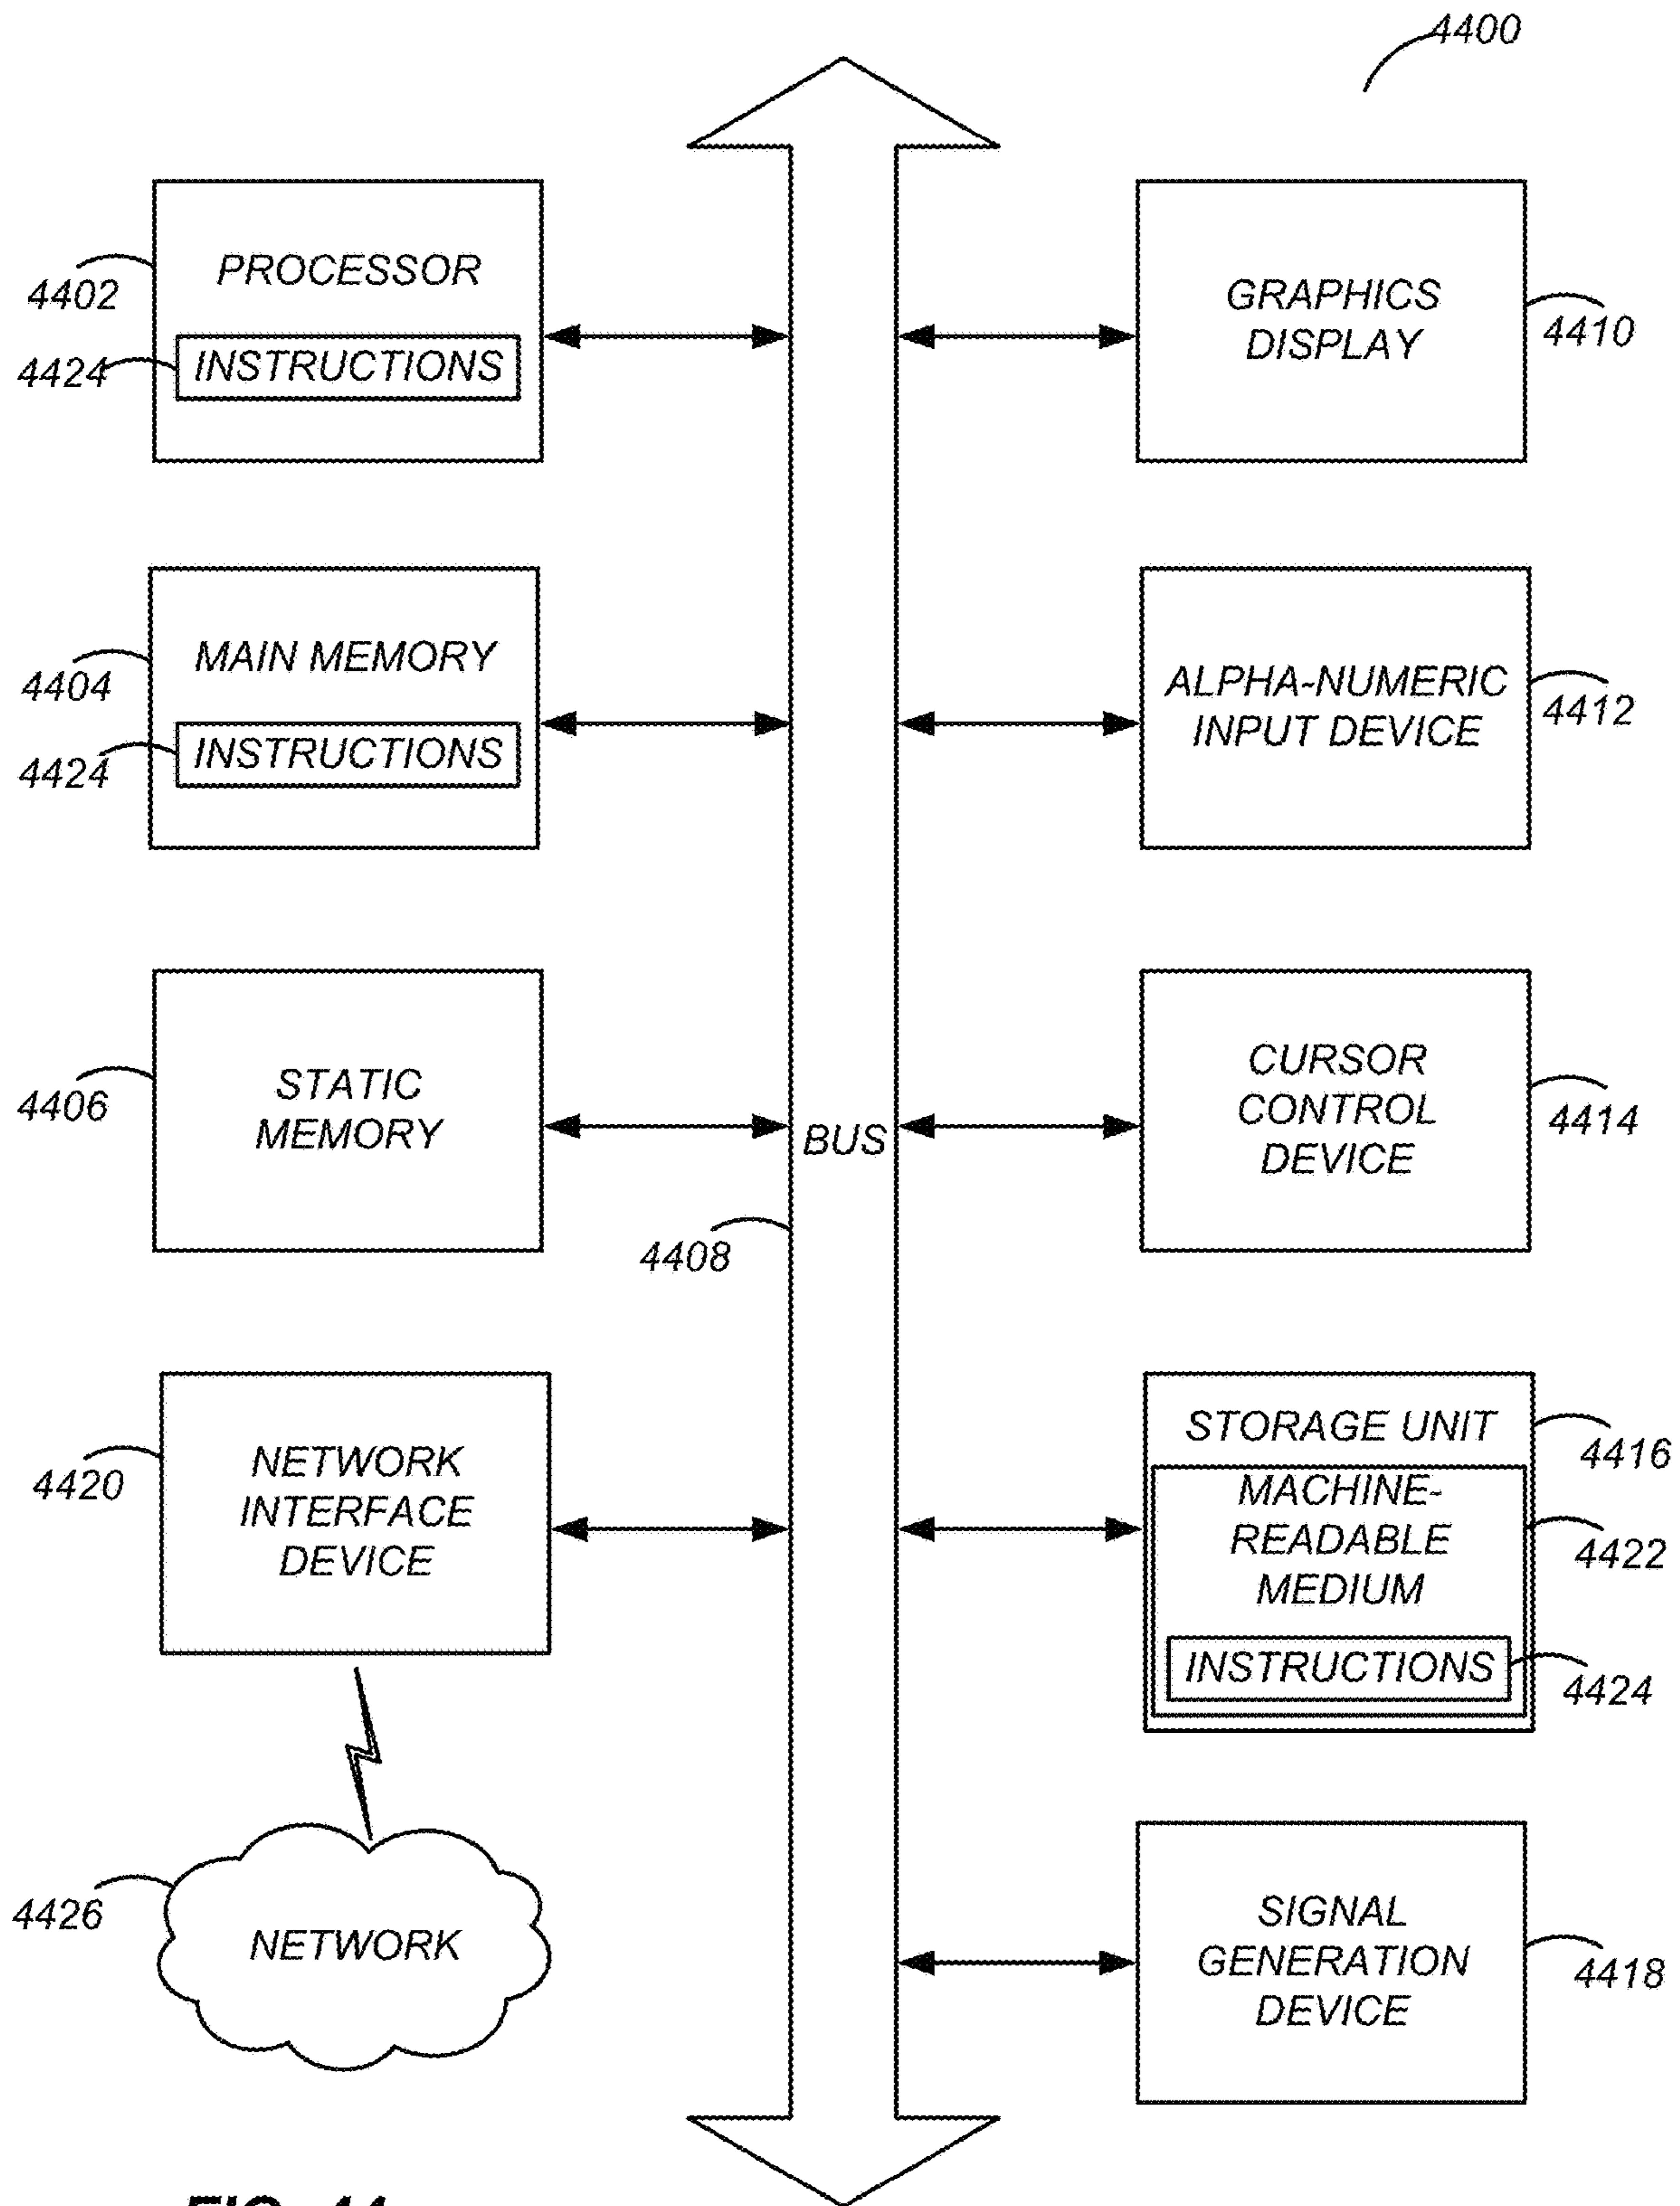 4400
PROCESSOR
4402
4424
INSTRUCTIONS
GRAPHICS
DISPLAY
4410
MAIN MEMORY
4404
4424
INSTRUCTIONS
ALPHA-NUMERIC
INPUT DEVICE
4412
STATIC
MEMORY
4406
BUS
4408
CURSOR
CONTROL
DEVICE
4414
NETWORK
INTERFACE
DEVICE
4420
STORAGE UNIT
4416
MACHINE-
READABLE
MEDIUM
4422
INSTRUCTIONS
4424
4426
NETWORK
SIGNAL
GENERATION
DEVICE
4418
FIG. 44